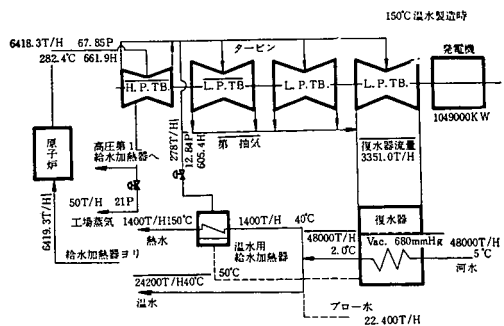 150℃温水製造時
6418.3T/H 67.85P
282.4℃ 661.9H
タービン
発電機
H.P.TB.
L.P.TB.
L.P.TB.
L.P.TB.
1049000KW
原子炉
高圧第1
給水加熱器へ
278T/H
12.84P
605.4H
第 抽気
復水器流量
3351.0T/H
50T/H 21P
工場蒸気
6419.3T/H
給水加熱器ヨリ
1400T/H 150℃
熱水
1400T/H 40℃
温水用
給水加熱器
50℃
復水器
Vac. 680mmHg
48000T/H
2.0℃
48000T/H
5℃
河水
24200T/H 40℃
温水
ブロー水
22.400T/H